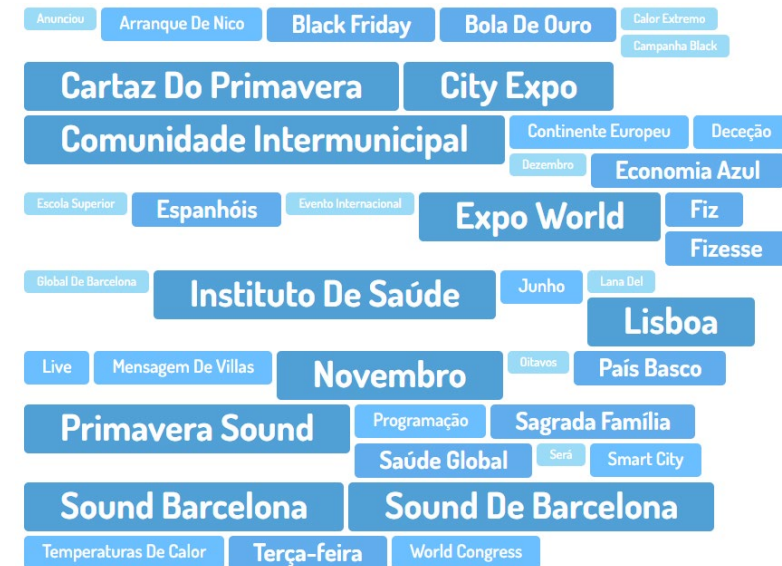 Anunciou Arranque De Nico Black Friday Bola De Ouro Calor Extremo
Campanha Black
Cartaz Do Primavera City Expo
Comunidade Intermunicipal Continente Europeu Deceção
Dezembro Economia Azul
Escola Superior Espanhóis Evento Internacional Expo World Fiz
Fizesse
Global De Barcelona Instituto De Saúde Junho Lana Del
Lisboa
Live Mensagem De Villas Novembro Oitavos País Basco
Primavera Sound Programação Sagrada Família
Saúde Global Será Smart City
Sound Barcelona Sound De Barcelona
Temperaturas De Calor Terça-feira World Congress